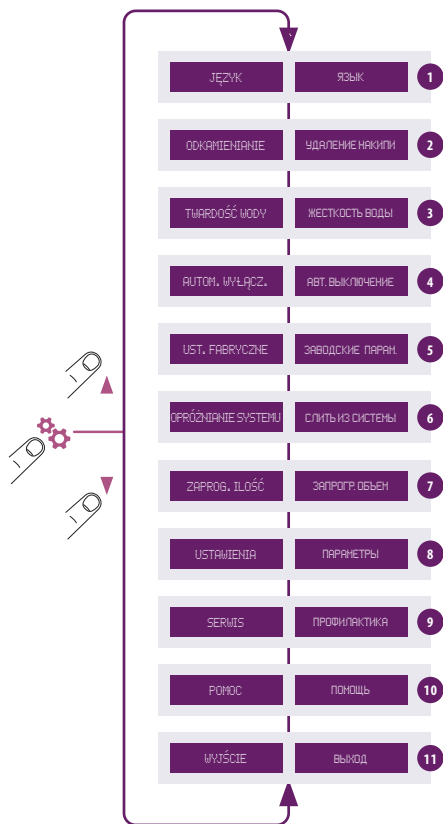 JĘZYK ЯЗЫК 1
ODKAMIENIANIE УДАЛЕНИЕ НАКИПИ 2
TWARDOŚĆ WODY ЖЕСТКОСТЬ ВОДЫ 3
AUTOM. WYŁĄCZ. АВТ. ВЫКЛЮЧЕНИЕ 4
UST. FABRYCZNE ЗАВОДСКИЕ ПАРАМ. 5
OPRÓŻNIANIE SYSTEMU СЛИТЬ ИЗ СИСТЕМЫ 6
ZAPROG. ILOŚĆ ЗАПРОГР. ОБЪЕМ 7
USTAWIENIA ПАРАМЕТРЫ 8
SERWIS ПРОФИЛАКТИКА 9
POMOC ПОМОЩЬ 10
WYJŚCIE ВЫХОД 11